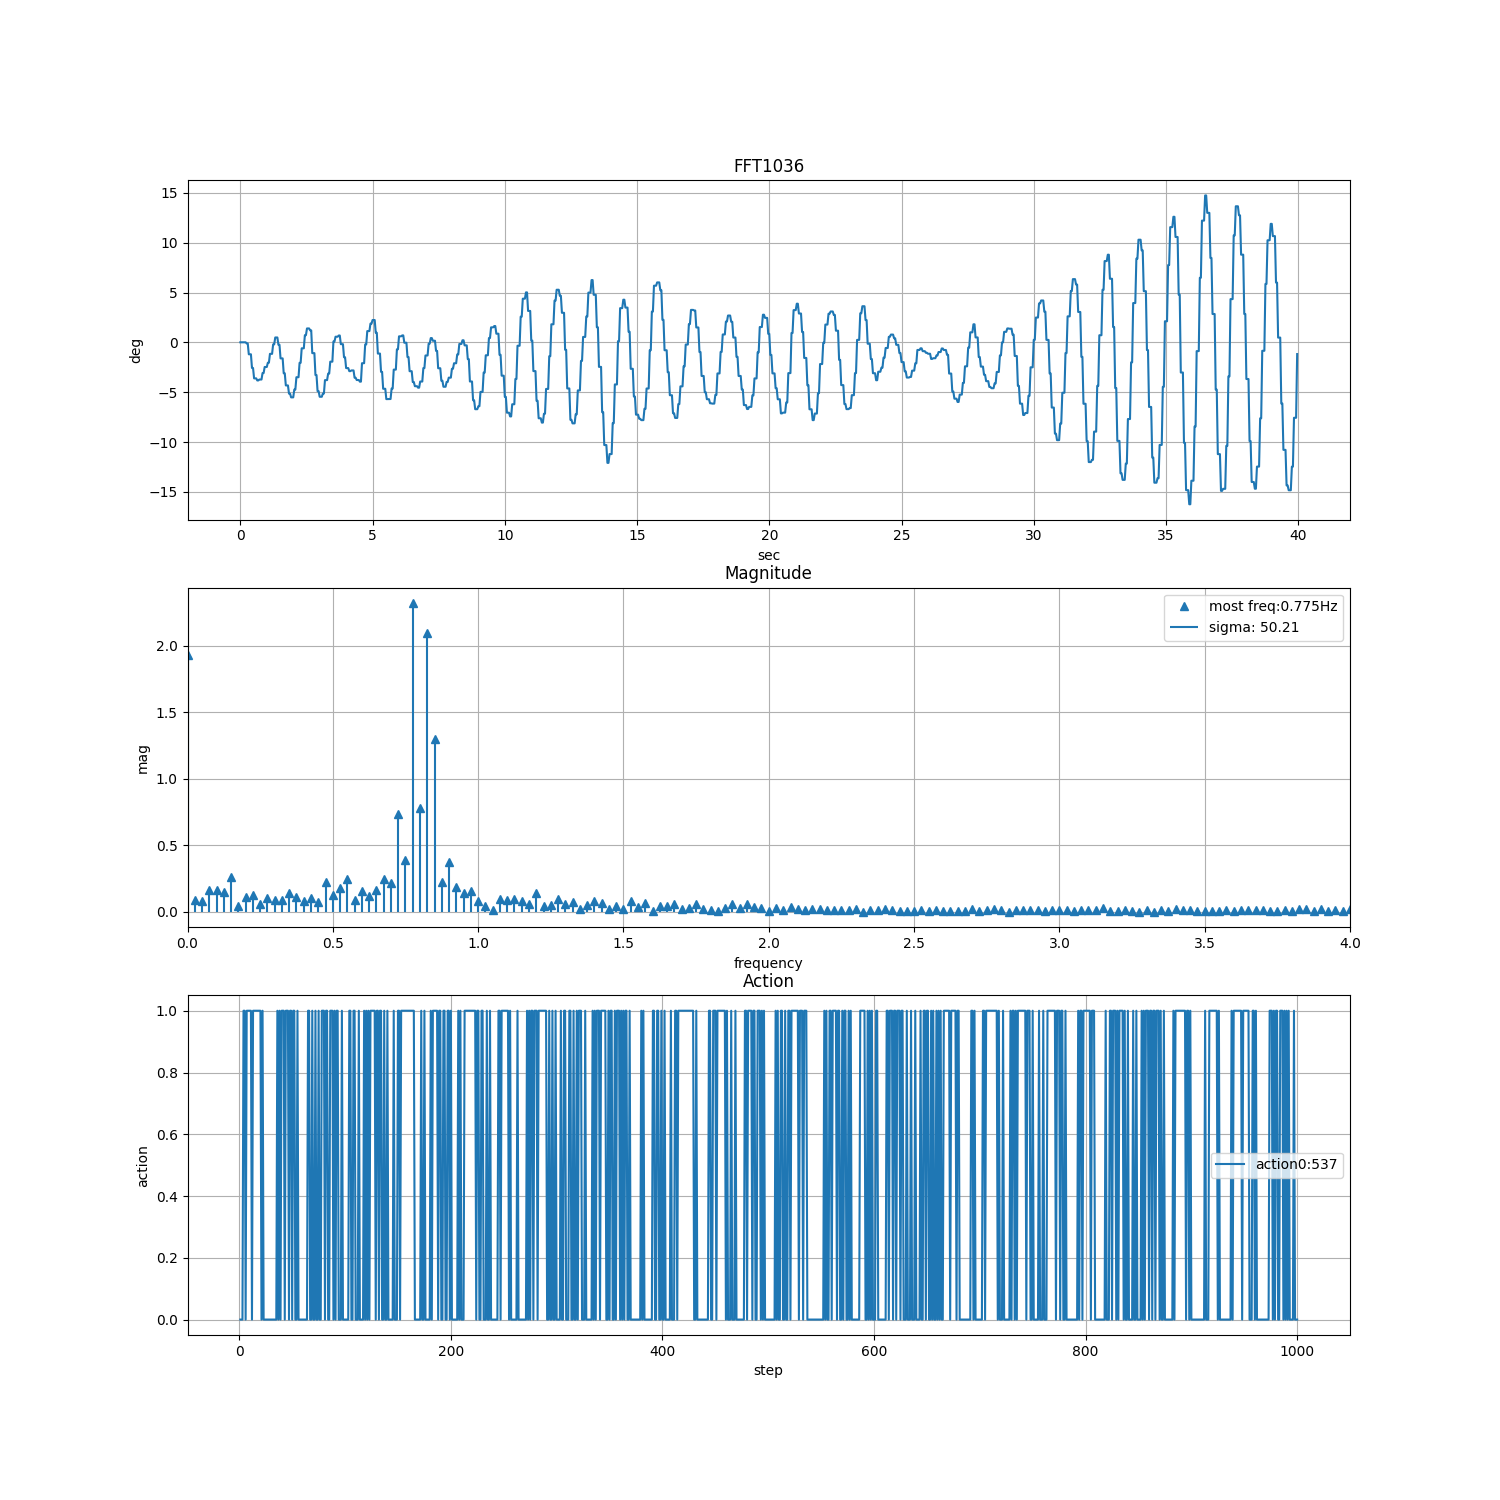 FFT1036
15
10
5
0
−5
−10
−15
deg
0 5 10 15 20 25 30 35 40
sec
Magnitude
most freq:0.775Hz
sigma: 50.21
2.0
1.5
1.0
0.5
0.0
mag
0.0 0.5 1.0 1.5 2.0 2.5 3.0 3.5 4.0
frequency
Action
1.0
0.8
0.6
0.4
0.2
0.0
action
action0:537
0 200 400 600 800 1000
step